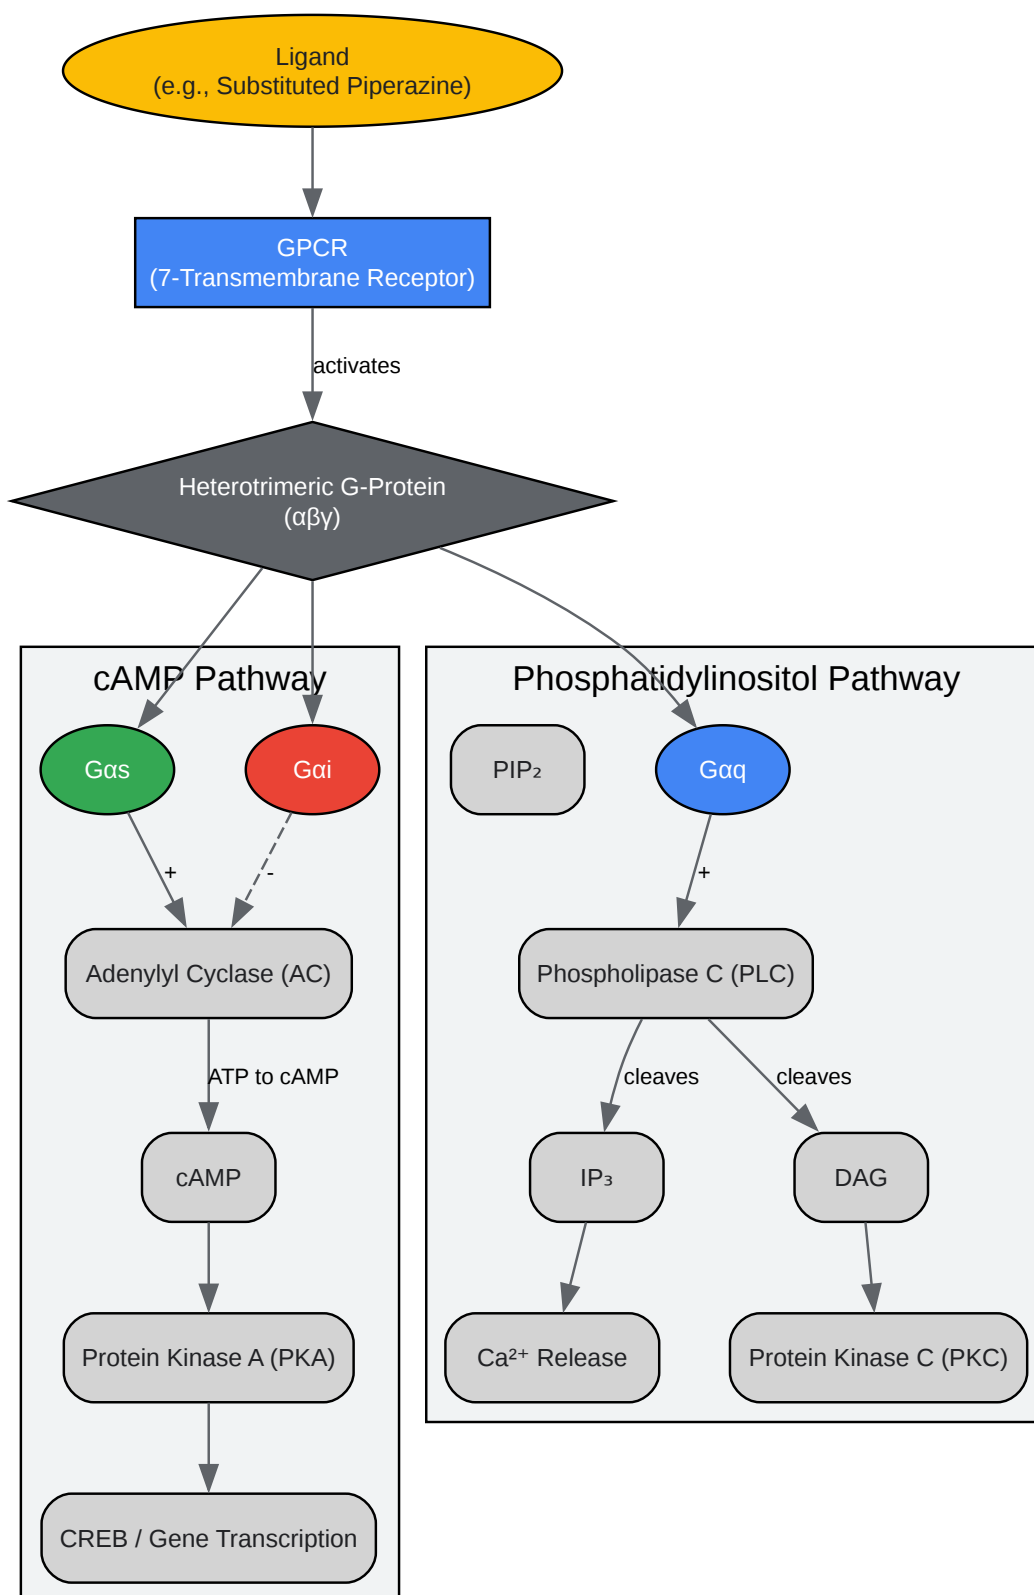 Ligand
(e.g., Substituted Piperazine)
GPCR
(7-Transmembrane Receptor)
activates
Heterotrimeric G-Protein
(αβγ)
cAMP Pathway
Phosphatidylinositol Pathway
Gαs
Gαi
PIP₂
Gαq
+
-
+
Adenylyl Cyclase (AC)
Phospholipase C (PLC)
ATP to cAMP
cleaves
cleaves
cAMP
IP₃
DAG
Protein Kinase A (PKA)
Ca²⁺ Release
Protein Kinase C (PKC)
CREB / Gene Transcription